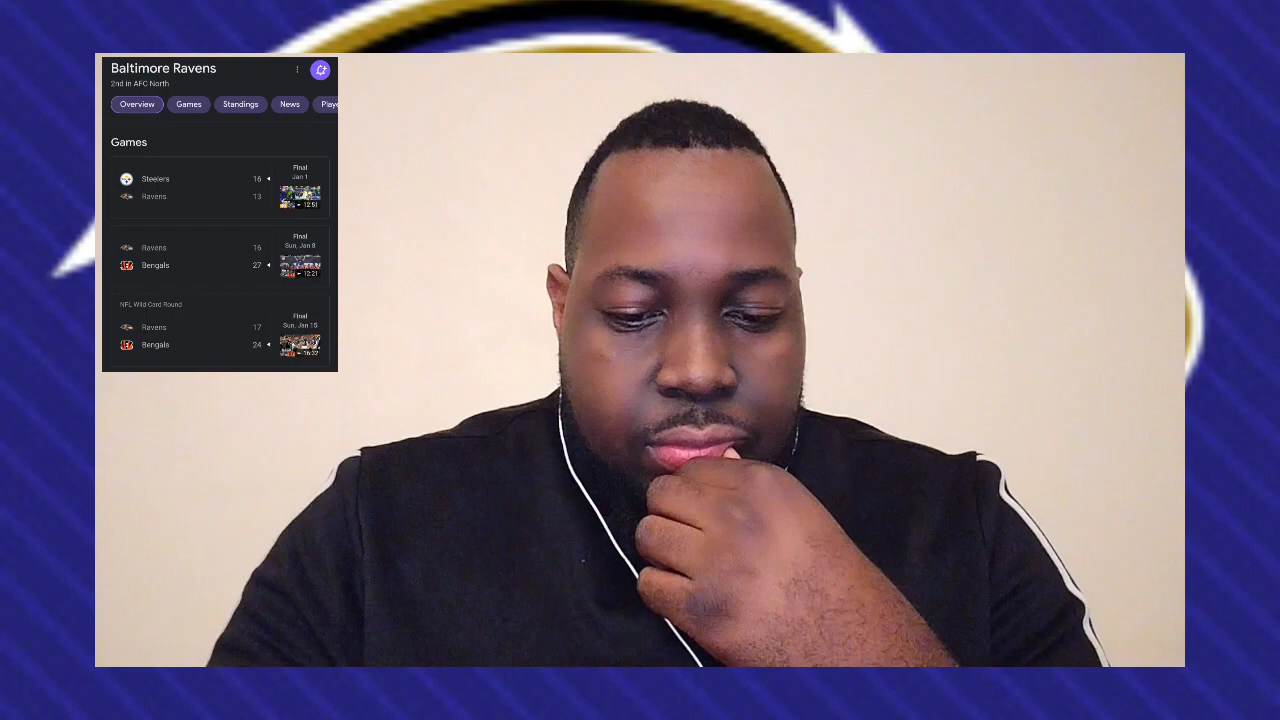 Baltimore Ravens
2nd in AFC North
Overview Games Standings News Playe
Games
Final
Jan 1
Steelers 16
Ravens 13
12:51
Final
Sun, Jan 8
Ravens 16
Bengals 27
12:21
NFL Wild Card Round
Final
Sun, Jan 15
Ravens 17
Bengals 24
16:32